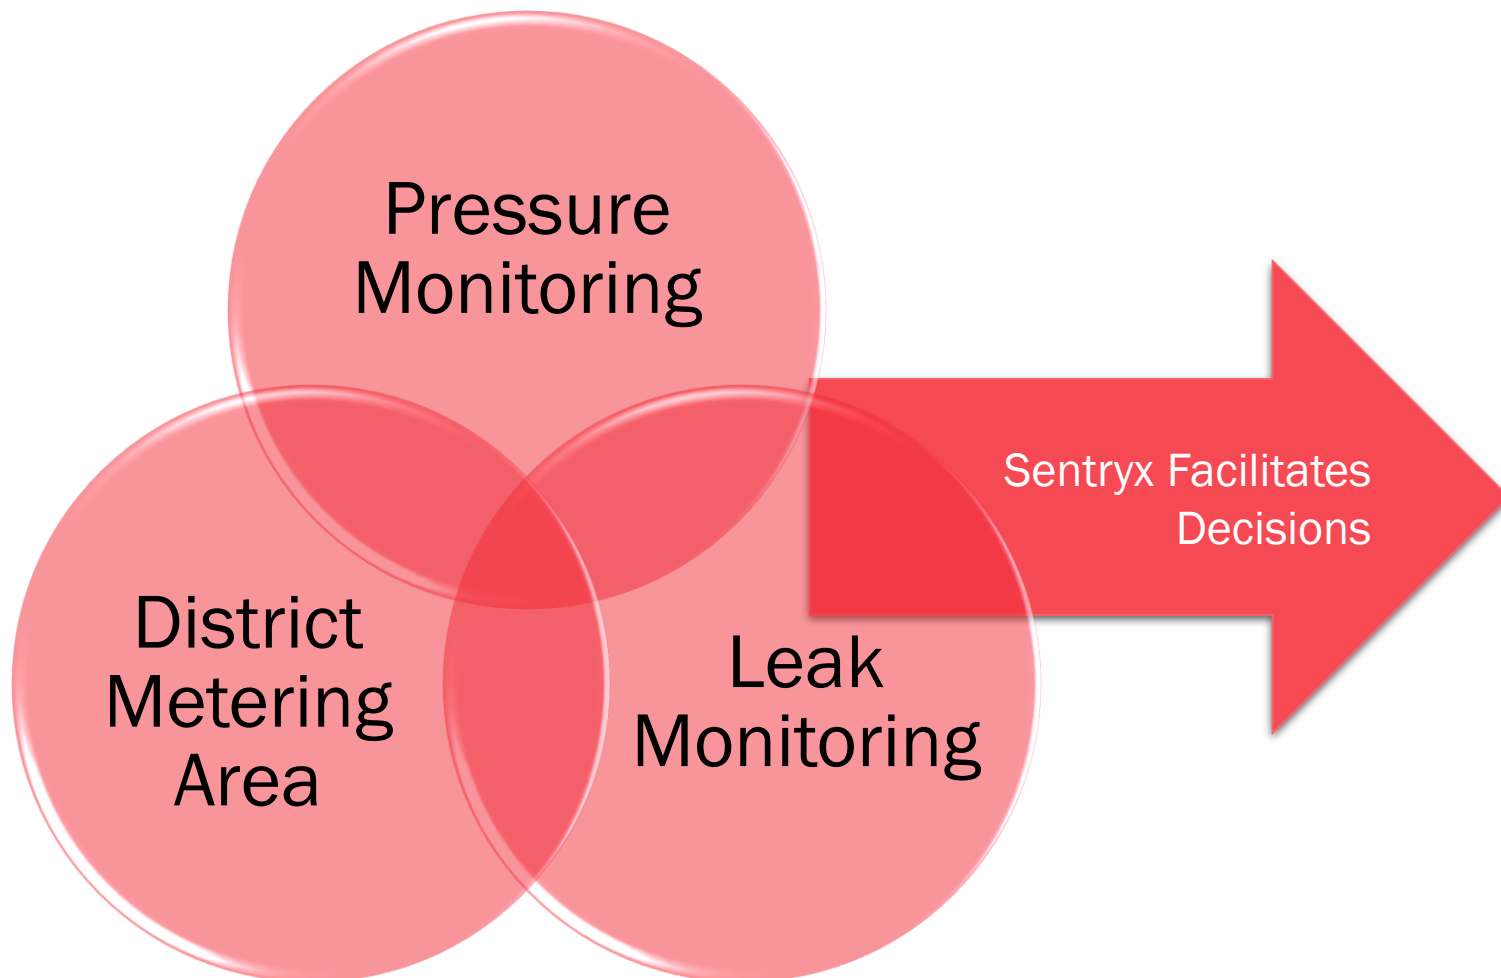 Pressure
Monitoring
Sentryx Facilitates
Decisions
District
Metering
Area
Leak
Monitoring